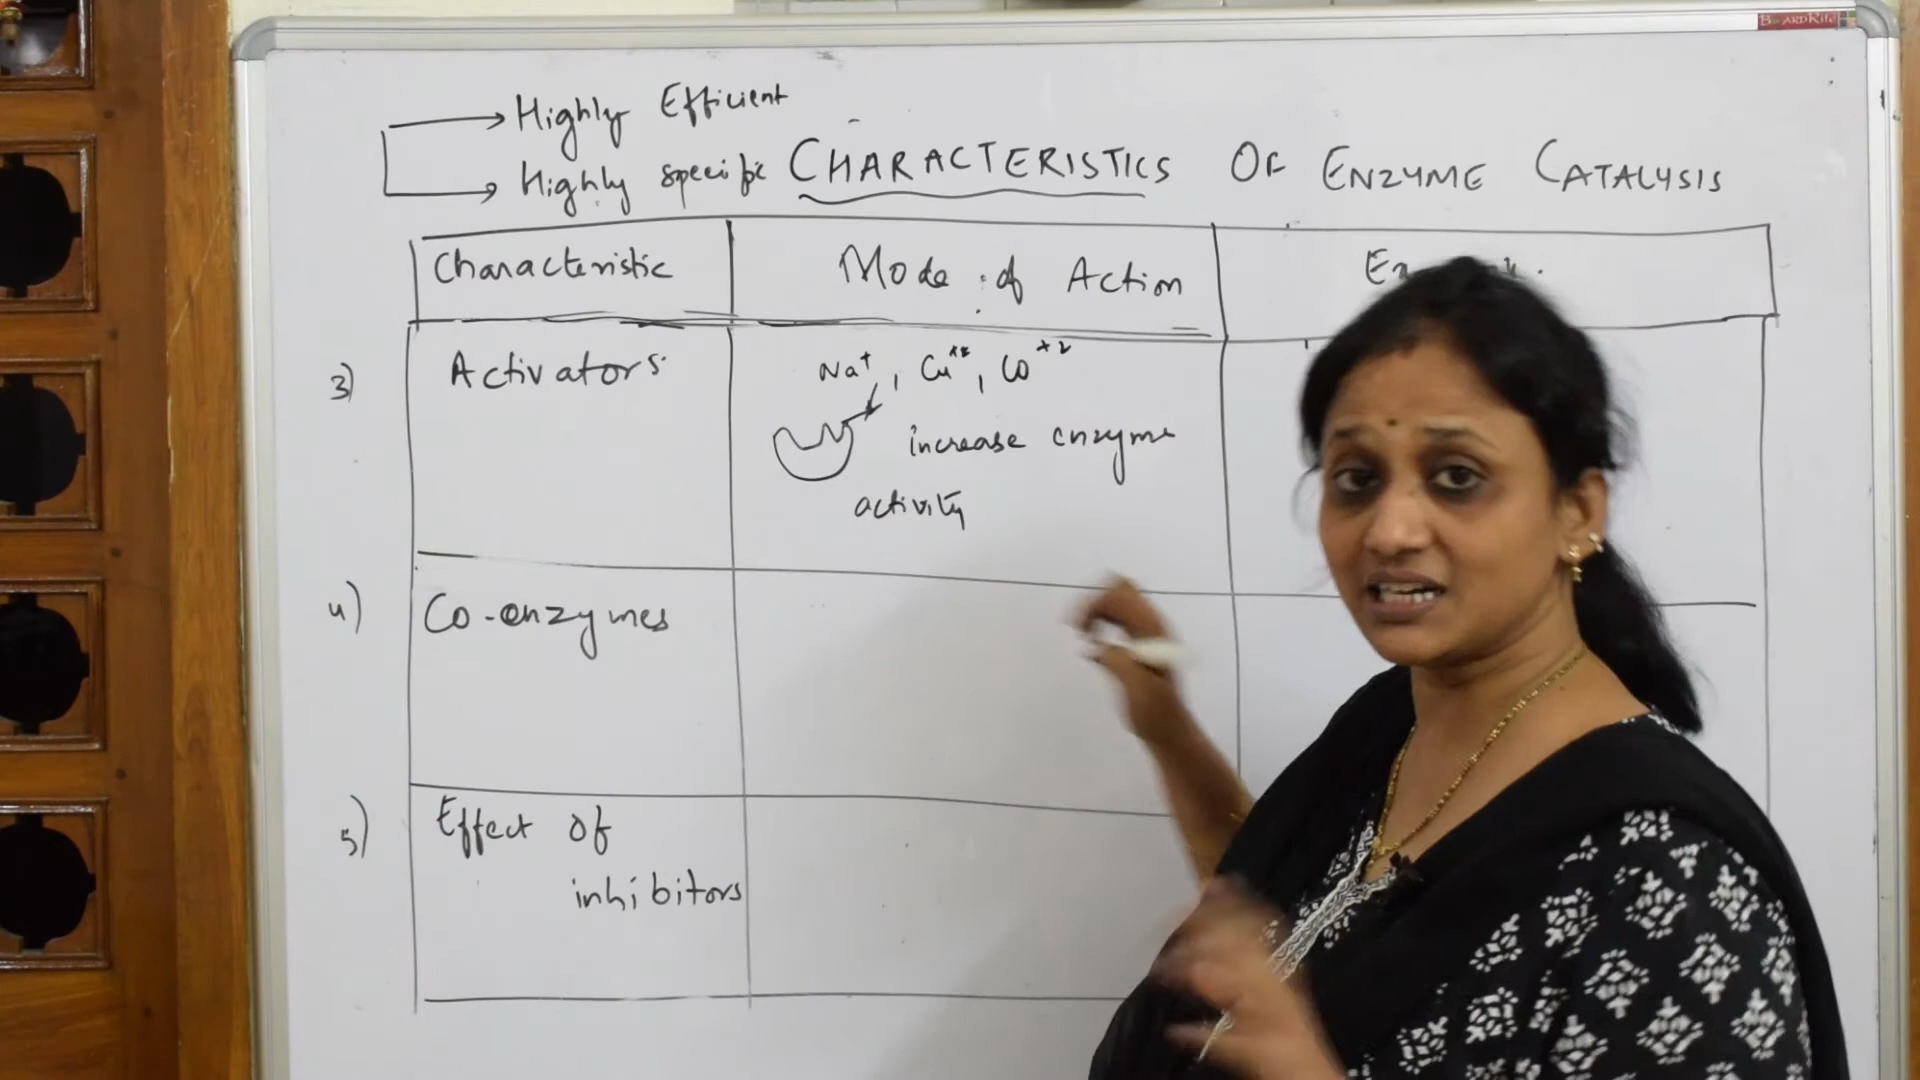 BoardRite
Highly Efficient
Highly specific CHARACTERISTICS OF ENZYME CATALYSIS
Characteristic Mode of Action
3) Activators Na+, Cu+2, Co+2
increase enzyme
activity
4) Co-enzymes
5) Effect of
inhibitors